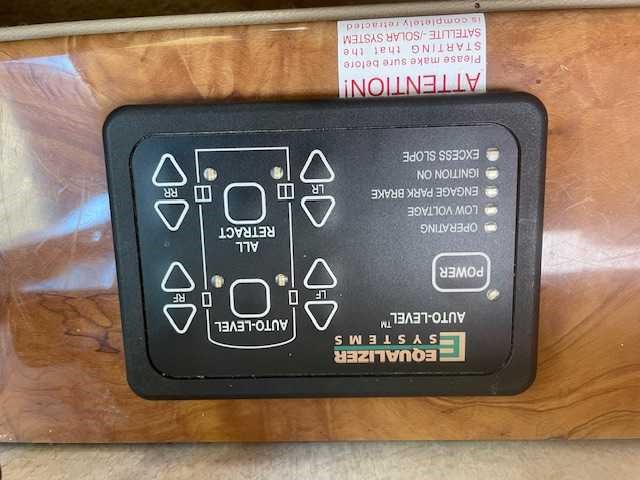 EQUALIZER
SYSTEMS
AUTO-LEVEL™
POWER
OPERATING
LOW VOLTAGE
ENGAGE PARK BRAKE
IGNITION ON
EXCESS SLOPE
LF
AUTO-LEVEL
RF
LR
ALL
RETRACT
RR
ATTENTION!
Please make sure before
STARTING that the
SATELLITE-/SOLAR SYSTEM
is completely retracted